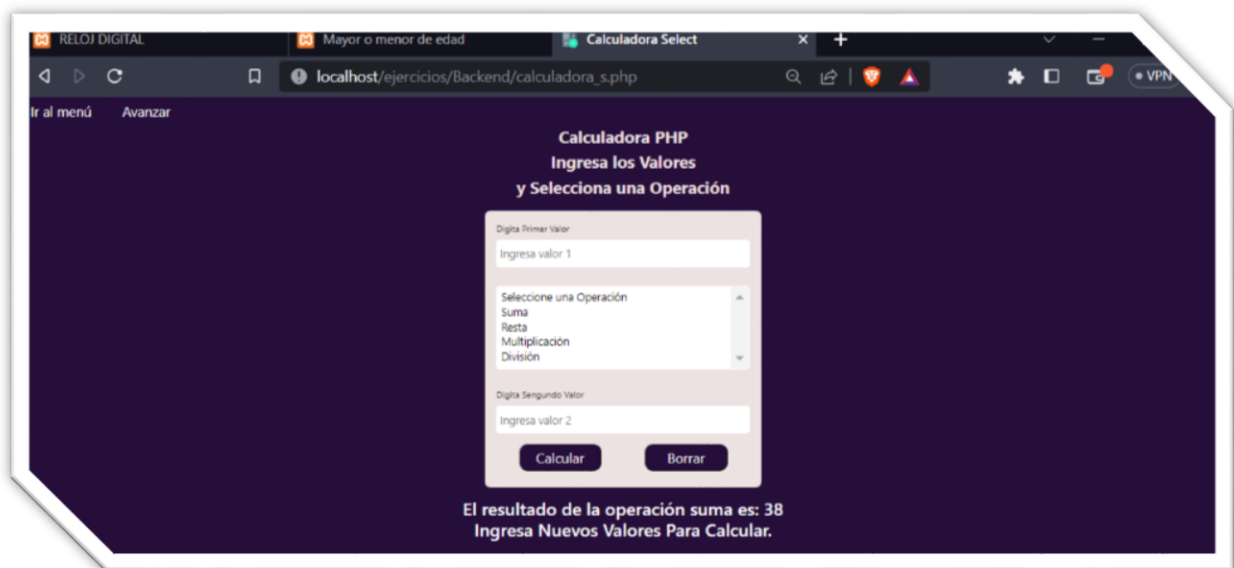 RELOJ DIGITAL
Mayor o menor de edad
Calculadora Select
localhost/ejercicios/Backend/calculadora_s.php
VPN
Ir al menú Avanzar
Calculadora PHP
Ingresa los Valores
y Selecciona una Operación
Digita Primer Valor
Ingresa valor 1
Seleccione una Operación
Suma
Resta
Multiplicación
División
Digita Sengundo Valor
Ingresa valor 2
Calcular Borrar
El resultado de la operación suma es: 38
Ingresa Nuevos Valores Para Calcular.